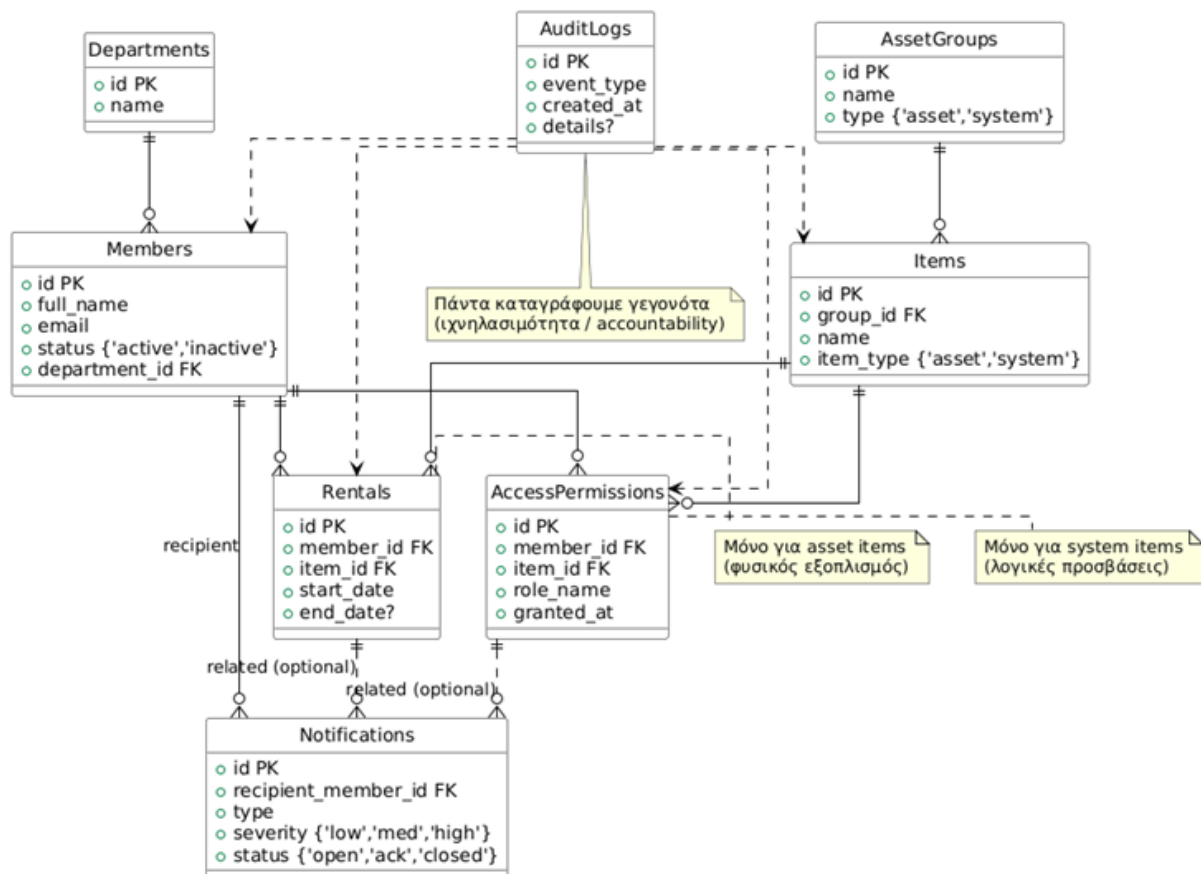 Departments
id PK
name
AuditLogs
id PK
event_type
created_at
details?
AssetGroups
id PK
name
type {'asset','system'}
Members
id PK
full_name
email
status {'active','inactive'}
department_id FK
Πάντα καταγράφουμε γεγονότα
(ιχνηλασιμότητα / accountability)
Items
id PK
group_id FK
name
item_type {'asset','system'}
Rentals
id PK
member_id FK
item_id FK
start_date
end_date?
AccessPermissions
id PK
member_id FK
item_id FK
role_name
granted_at
Μόνο για asset items
(φυσικός εξοπλισμός)
Μόνο για system items
(λογικές προσβάσεις)
recipient
related (optional)
related (optional)
Notifications
id PK
recipient_member_id FK
type
severity {'low','med','high'}
status {'open','ack','closed'}